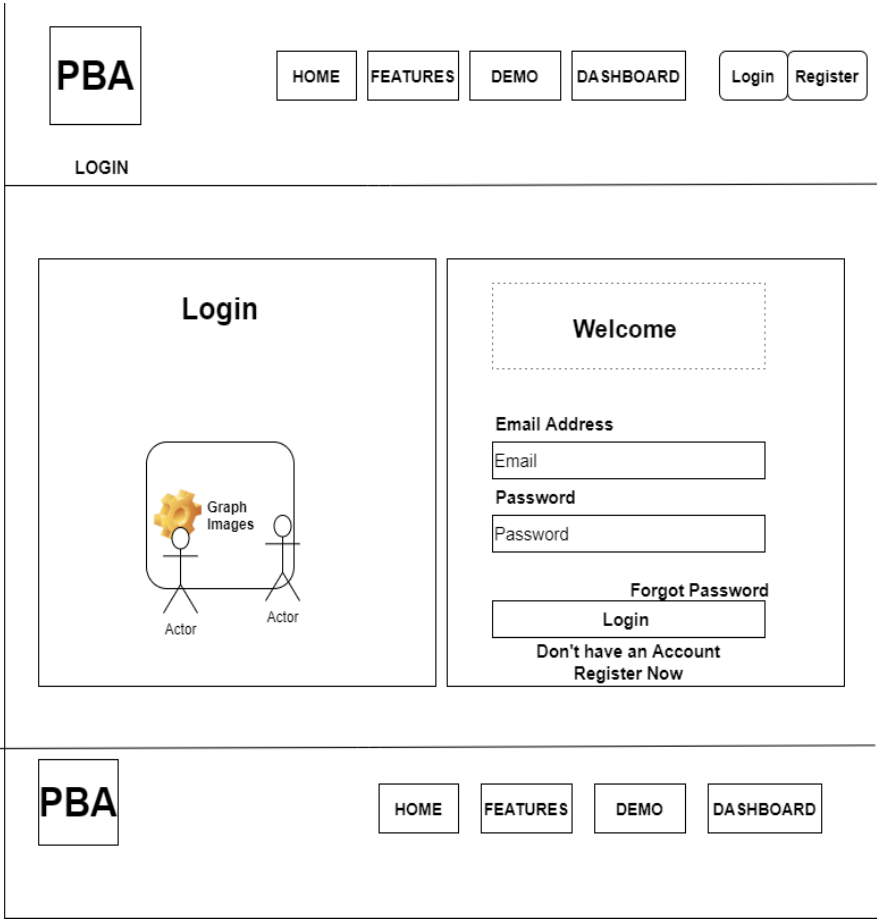 PBA
HOME
FEATURES
DEMO
DASHBOARD
Login
Register
LOGIN
Login
Graph
Images
Actor
Actor
Welcome
Email Address
Email
Password
Password
Forgot Password
Login
Don't have an Account
Register Now
PBA
HOME
FEATURES
DEMO
DASHBOARD